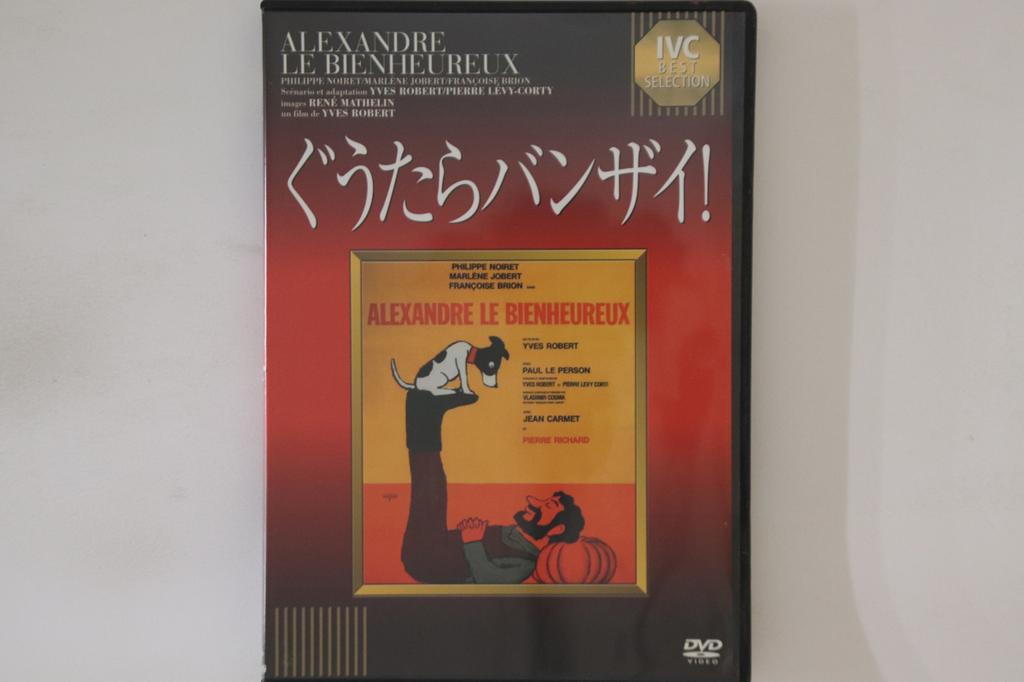 ALEXANDRE
LE BIENHEUREUX
PHILIPPE NOIRET/MARLÈNE JOBERT/FRANÇOISE BRION
Scénario et adaptation YVES ROBERT/PIERRE LÉVY-CORTY
images RENÉ MATHELIN
un film de YVES ROBERT
IVC
BEST
SELECTION
ぐうたらバンザイ!
PHILIPPE NOIRET
MARLÈNE JOBERT
FRANÇOISE BRION
ALEXANDRE LE BIENHEUREUX
YVES ROBERT
PAUL LE PERSON
YVES ROBERT et PIERRE LEVY CORTI
VLADIMIR COSMA
JEAN CARMET
PIERRE RICHARD
DVD
VIDEO